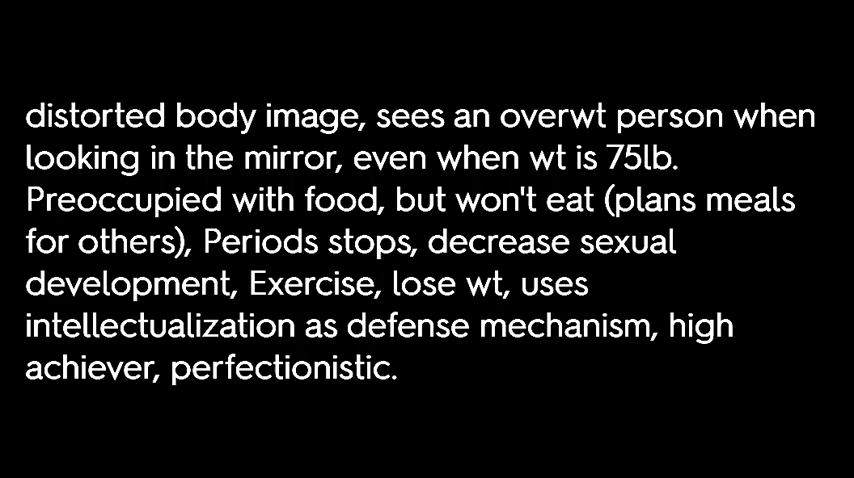 distorted body image, sees an overwt person when
looking in the mirror, even when wt is 75lb.
Preoccupied with food, but won't eat (plans meals
for others), Periods stops, decrease sexual
development, Exercise, lose wt, uses
intellectualization as defense mechanism, high
achiever, perfectionistic.